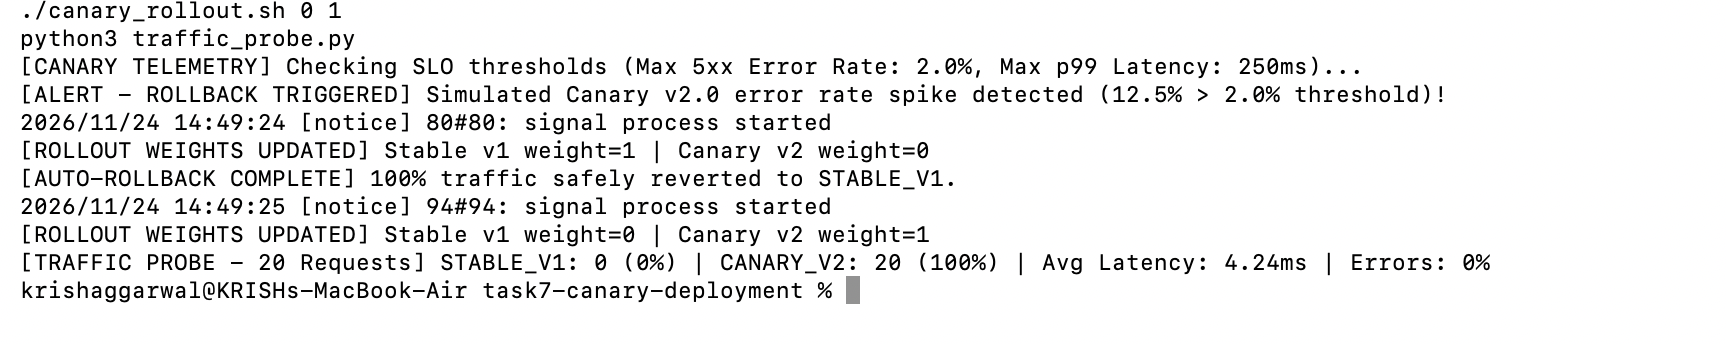 ./canary_rollout.sh 0 1
python3 traffic_probe.py
[CANARY TELEMETRY] Checking SLO thresholds (Max 5xx Error Rate: 2.0%, Max p99 Latency: 250ms)...
[ALERT - ROLLBACK TRIGGERED] Simulated Canary v2.0 error rate spike detected (12.5% > 2.0% threshold)!
2026/11/24 14:49:24 [notice] 80#80: signal process started
[ROLLOUT WEIGHTS UPDATED] Stable v1 weight=1 | Canary v2 weight=0
[AUTO-ROLLBACK COMPLETE] 100% traffic safely reverted to STABLE_V1.
2026/11/24 14:49:25 [notice] 94#94: signal process started
[ROLLOUT WEIGHTS UPDATED] Stable v1 weight=0 | Canary v2 weight=1
[TRAFFIC PROBE - 20 Requests] STABLE_V1: 0 (0%) | CANARY_V2: 20 (100%) | Avg Latency: 4.24ms | Errors: 0%
krishaggarwal@KRISHs-MacBook-Air task7-canary-deployment %